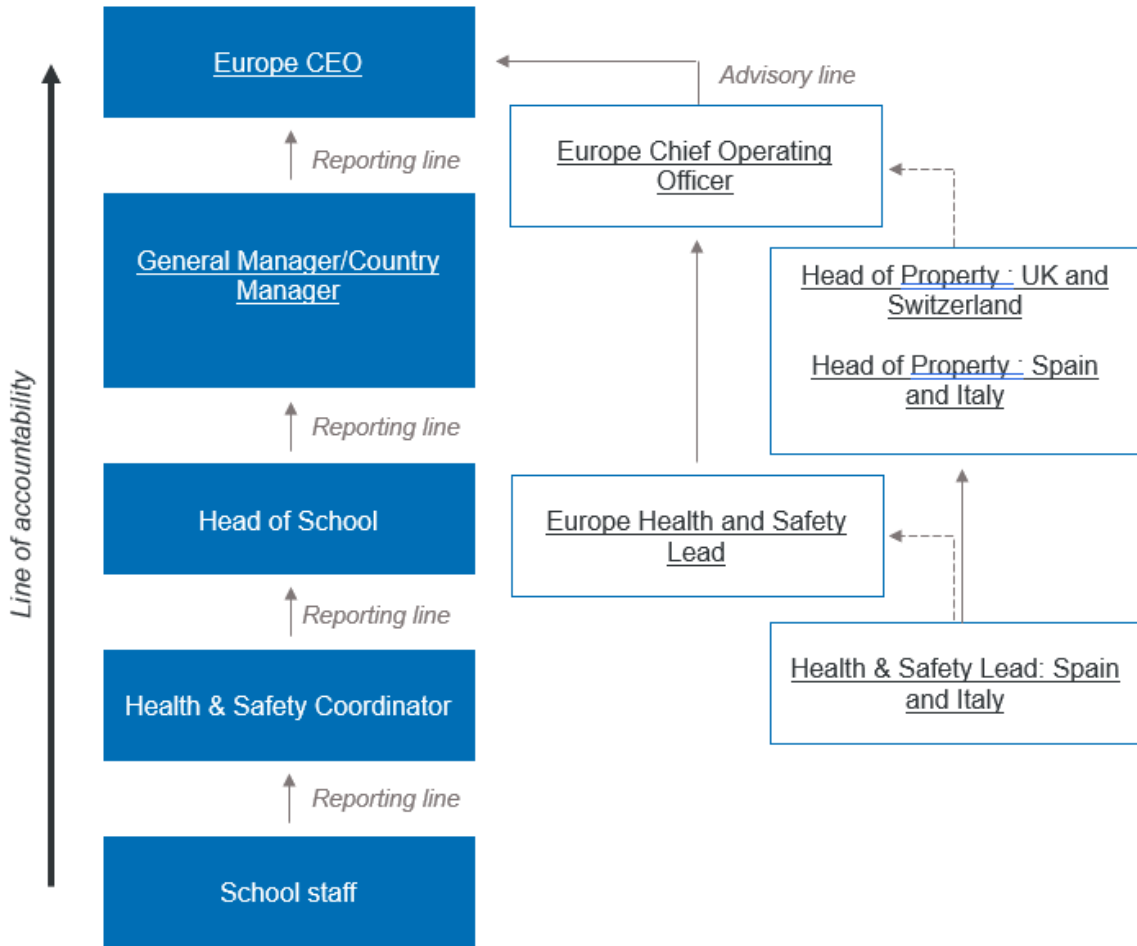 Europe CEO
Advisory line
Europe Chief Operating
Officer
Reporting line
General Manager/Country
Manager
Head of Property : UK and
Switzerland
Head of Property : Spain
and Italy
Line of accountability
Reporting line
Head of School
Europe Health and Safety
Lead
Reporting line
Health & Safety Coordinator
Health & Safety Lead: Spain
and Italy
Reporting line
School staff